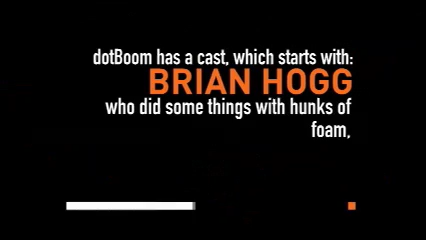 dotBoom has a cast, which starts with:
BRIAN HOGG
who did some things with hunks of
foam,